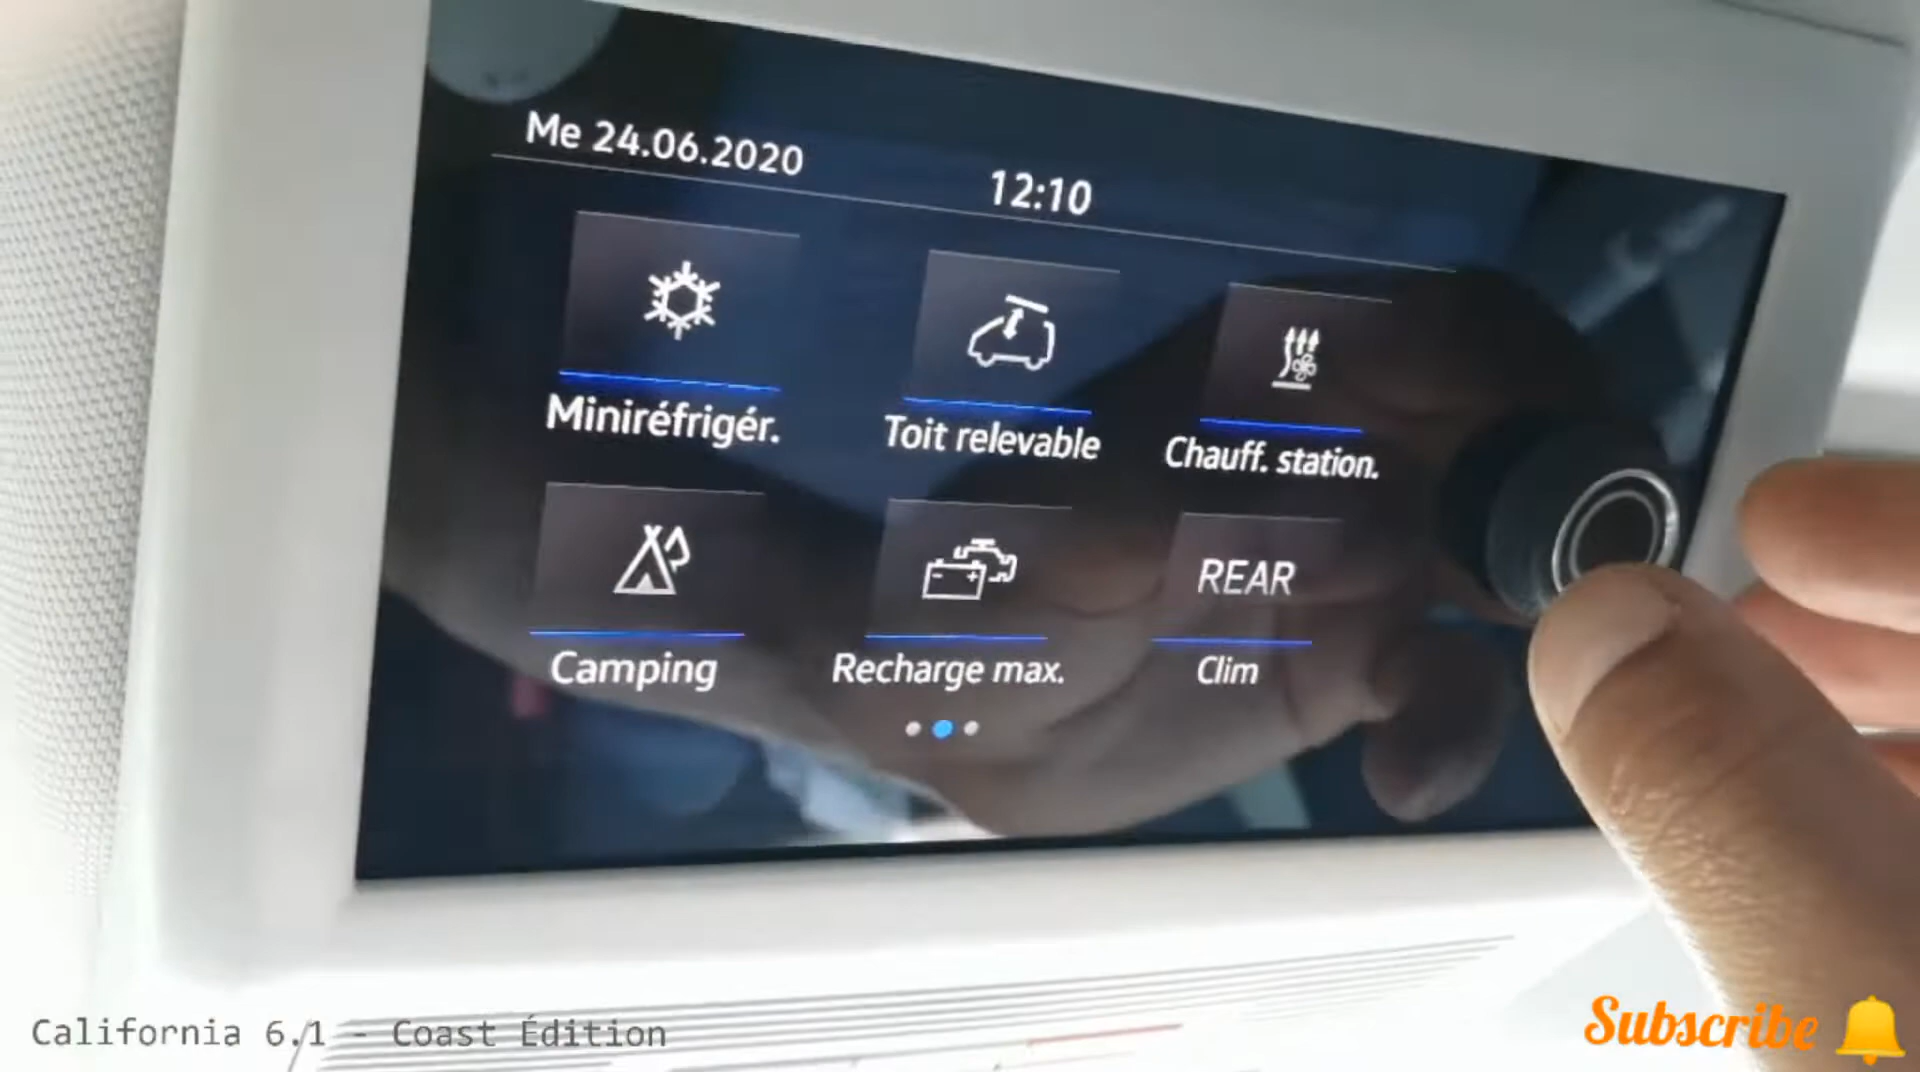 Me 24.06.2020
12:10
Miniréfrigér.
Toit relevable
Chauff. station.
REAR
Camping
Recharge max.
Clim
California 6.1 - Coast Édition
Subscribe